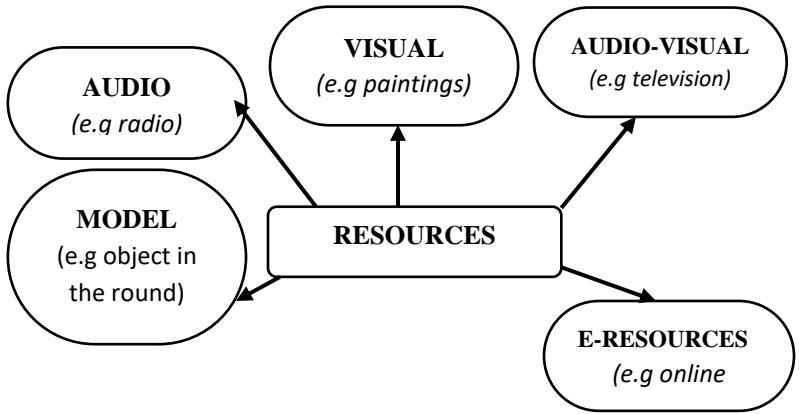 AUDIO
(e.g radio)
VISUAL
(e.g paintings)
AUDIO-VISUAL
(e.g television)
MODEL
(e.g object in
the round)
RESOURCES
E-RESOURCES
(e.g online